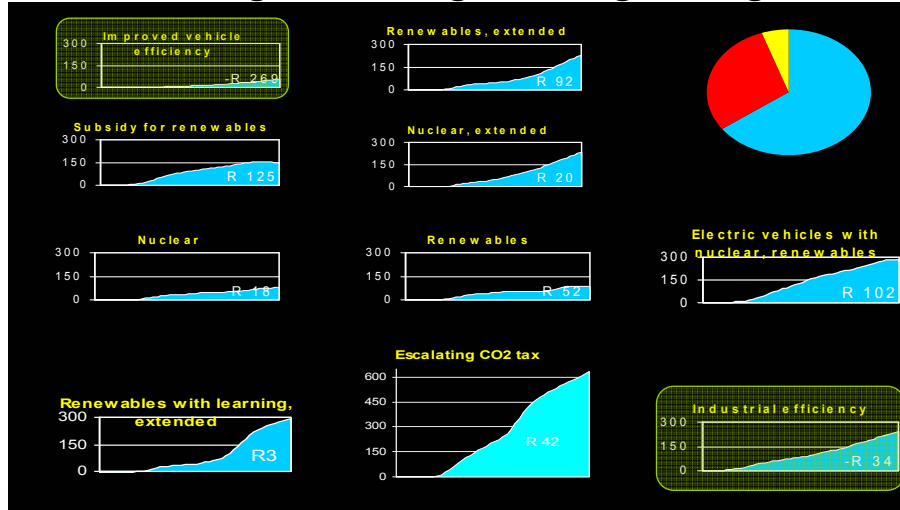 Improved vehicle
efficiency
300
150
0
-R 269
Renewables, extended
300
150
0
R 92
Subsidy for renewables
300
150
0
R 125
Nuclear, extended
300
150
0
R 20
Nuclear
300
150
0
R 18
Renewables
300
150
0
R 52
Electric vehicles with
nuclear, renewables
300
150
0
R 102
Renewables with learning,
extended
300
150
0
R3
Escalating CO2 tax
600
450
300
150
0
R 42
Industrial efficiency
300
150
0
-R 34